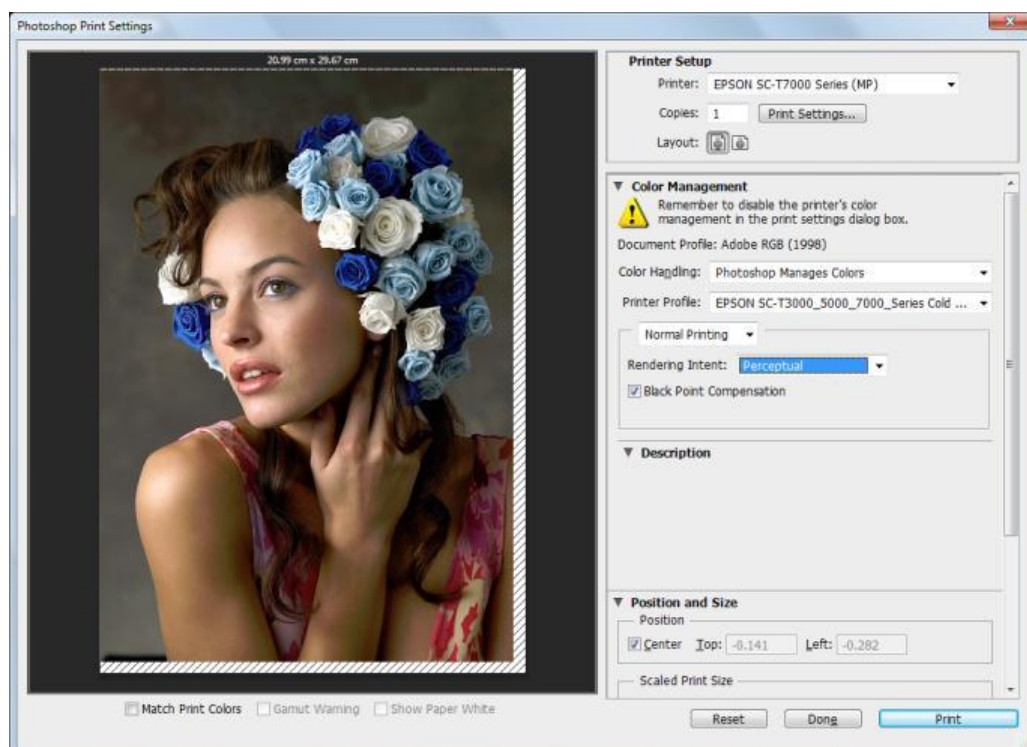 Photoshop Print Settings
20.99 cm x 29.67 cm
Printer Setup
Printer: EPSON SC-T7000 Series (MP)
Copies: 1 Print Settings...
Layout:
Color Management
Remember to disable the printer's color
management in the print settings dialog box.
Document Profile: Adobe RGB (1998)
Color Handling: Photoshop Manages Colors
Printer Profile: EPSON SC-T3000_5000_7000_Series Cold ...
Normal Printing
Rendering Intent: Perceptual
Black Point Compensation
Description
Position and Size
Position
Center Top: -0.141 Left: -0.282
Scaled Print Size
Match Print Colors Gamut Warning Show Paper White
Reset Done Print